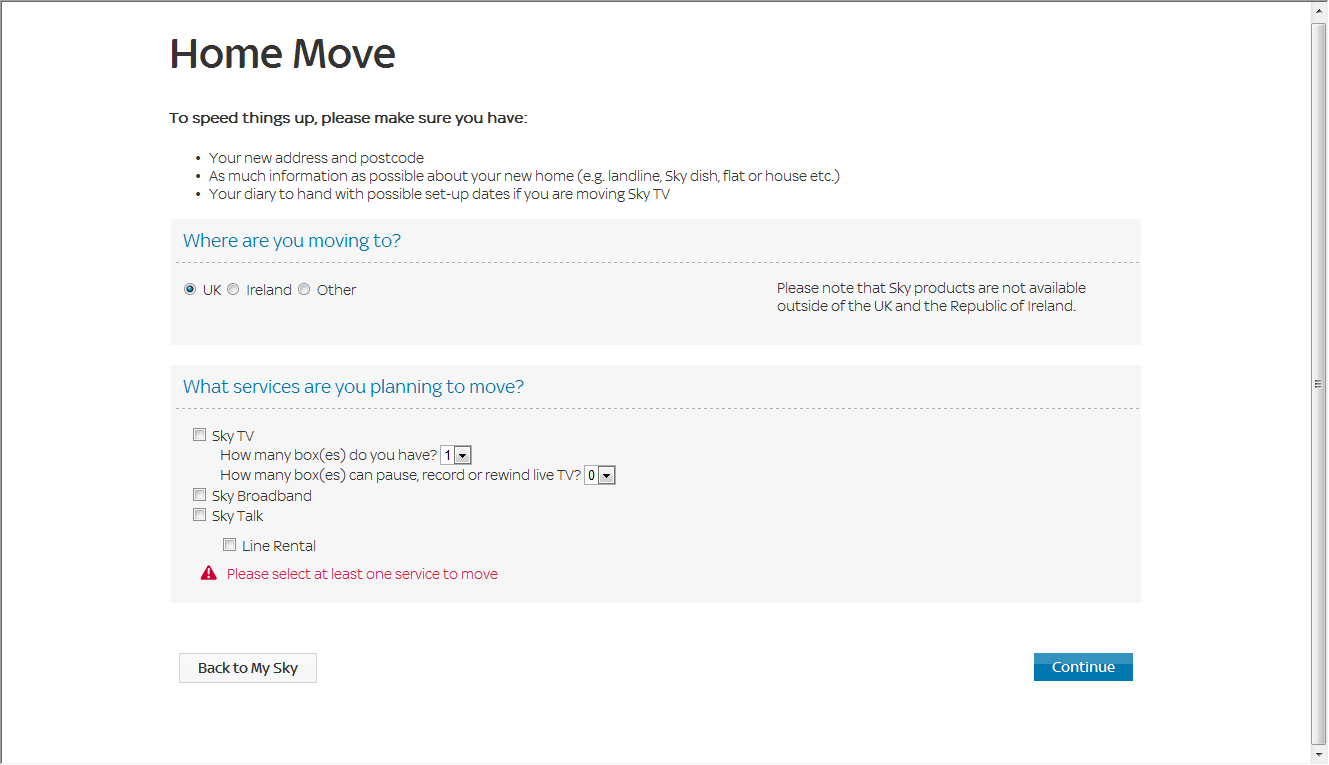 Home Move
To speed things up, please make sure you have:
• Your new address and postcode
• As much information as possible about your new home (e.g. landline, Sky dish, flat or house etc.)
• Your diary to hand with possible set-up dates if you are moving Sky TV
Where are you moving to?
UK Ireland Other
Please note that Sky products are not available
outside of the UK and the Republic of Ireland.
What services are you planning to move?
Sky TV
How many box(es) do you have? 1
How many box(es) can pause, record or rewind live TV? 0
Sky Broadband
Sky Talk
Line Rental
Please select at least one service to move
Back to My Sky
Continue